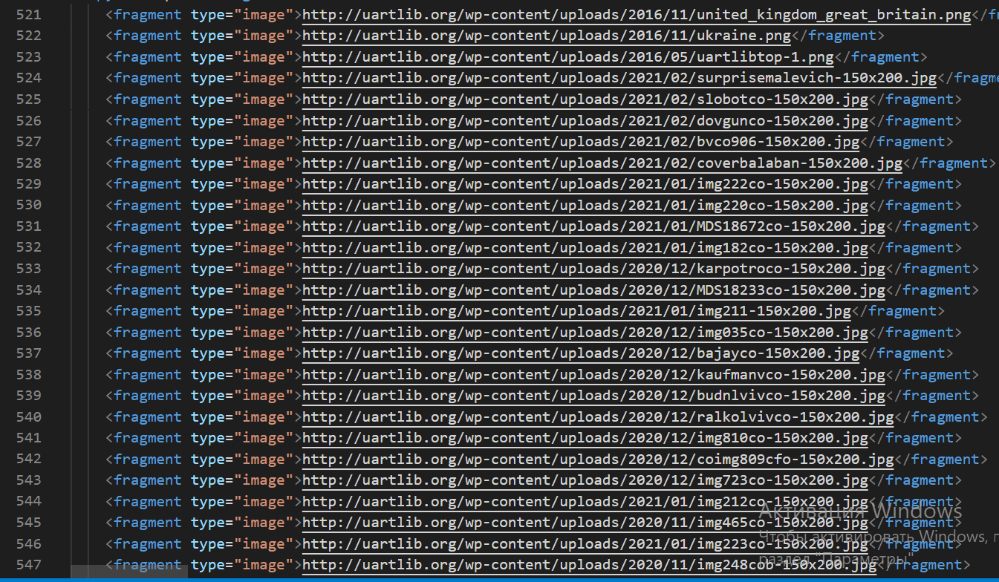 521 <fragment type="image">http://uartlib.org/wp-content/uploads/2016/11/united_kingdom_great_britain.png</fr
522 <fragment type="image">http://uartlib.org/wp-content/uploads/2016/11/ukraine.png</fragment>
523 <fragment type="image">http://uartlib.org/wp-content/uploads/2016/05/uartlibtop-1.png</fragment>
524 <fragment type="image">http://uartlib.org/wp-content/uploads/2021/02/surprisemalevich-150x200.jpg</fragme
525 <fragment type="image">http://uartlib.org/wp-content/uploads/2021/02/slobotco-150x200.jpg</fragment>
526 <fragment type="image">http://uartlib.org/wp-content/uploads/2021/02/dovgunco-150x200.jpg</fragment>
527 <fragment type="image">http://uartlib.org/wp-content/uploads/2021/02/bvco906-150x200.jpg</fragment>
528 <fragment type="image">http://uartlib.org/wp-content/uploads/2021/02/coverbalaban-150x200.jpg</fragment>
529 <fragment type="image">http://uartlib.org/wp-content/uploads/2021/01/img222co-150x200.jpg</fragment>
530 <fragment type="image">http://uartlib.org/wp-content/uploads/2021/01/img220co-150x200.jpg</fragment>
531 <fragment type="image">http://uartlib.org/wp-content/uploads/2021/01/MDS18672co-150x200.jpg</fragment>
532 <fragment type="image">http://uartlib.org/wp-content/uploads/2021/01/img182co-150x200.jpg</fragment>
533 <fragment type="image">http://uartlib.org/wp-content/uploads/2020/12/karpotroco-150x200.jpg</fragment>
534 <fragment type="image">http://uartlib.org/wp-content/uploads/2020/12/MDS18233co-150x200.jpg</fragment>
535 <fragment type="image">http://uartlib.org/wp-content/uploads/2021/01/img211-150x200.jpg</fragment>
536 <fragment type="image">http://uartlib.org/wp-content/uploads/2020/12/img035co-150x200.jpg</fragment>
537 <fragment type="image">http://uartlib.org/wp-content/uploads/2020/12/bajayco-150x200.jpg</fragment>
538 <fragment type="image">http://uartlib.org/wp-content/uploads/2020/12/kaufmanvco-150x200.jpg</fragment>
539 <fragment type="image">http://uartlib.org/wp-content/uploads/2020/12/budnlvivco-150x200.jpg</fragment>
540 <fragment type="image">http://uartlib.org/wp-content/uploads/2020/12/ralkolvivco-150x200.jpg</fragment>
541 <fragment type="image">http://uartlib.org/wp-content/uploads/2020/12/img810co-150x200.jpg</fragment>
542 <fragment type="image">http://uartlib.org/wp-content/uploads/2020/12/coimg809cfo-150x200.jpg</fragment>
543 <fragment type="image">http://uartlib.org/wp-content/uploads/2020/12/img723co-150x200.jpg</fragment>
544 <fragment type="image">http://uartlib.org/wp-content/uploads/2021/01/img212co-150x200.jpg</fragment>
Активация Windows
545 <fragment type="image">http://uartlib.org/wp-content/uploads/2020/11/img465co-150x200.jpg</fragment>
Чтобы активировать Windows, п
546 <fragment type="image">http://uartlib.org/wp-content/uploads/2021/01/img223co-150x200.jpg</fragment>
раздел "Параметры".
547 <fragment type="image">http://uartlib.org/wp-content/uploads/2020/11/img248cob-150x200.jpg</fragment>